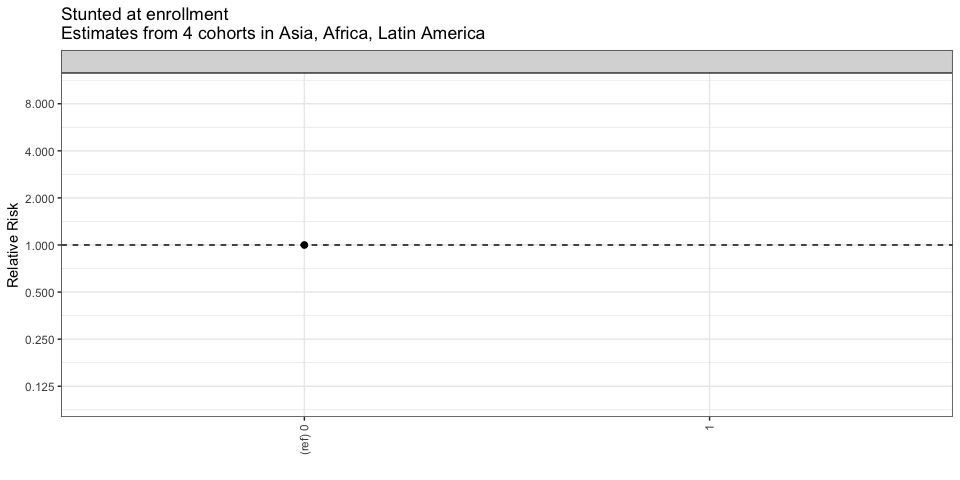 Stunted at enrollment
Estimates from 4 cohorts in Asia, Africa, Latin America
Relative Risk
8.000
4.000
2.000
1.000
0.500
0.250
0.125
(ref) 0
1